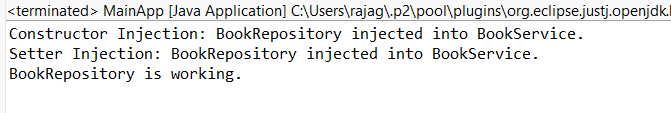 <terminated> MainApp [Java Application] C:\Users\rajag\.p2\pool\plugins\org.eclipse.justj.openjdk.
Constructor Injection: BookRepository injected into BookService.
Setter Injection: BookRepository injected into BookService.
BookRepository is working.